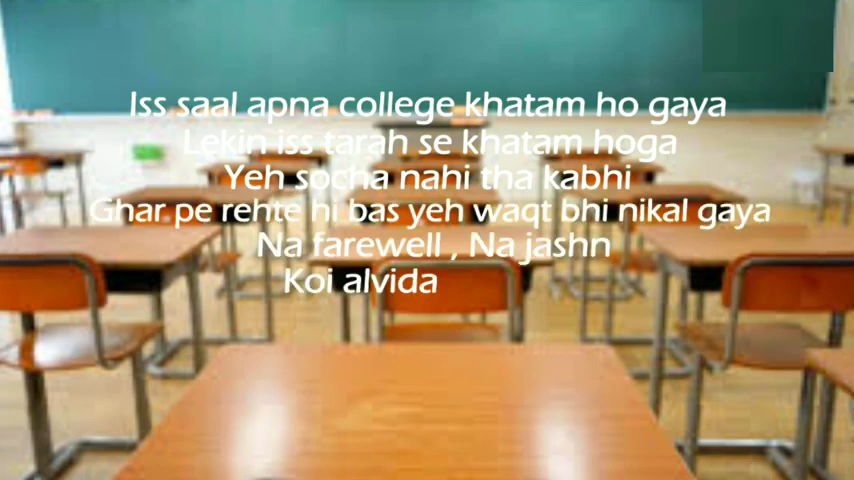 Iss saal apna college khatam ho gaya
Lekin iss tarah se khatam hoga
Yeh socha nahi tha kabhi
Ghar pe rehte hi bas yeh waqt bhi nikal gaya
Na farewell , Na jashn
Koi alvida